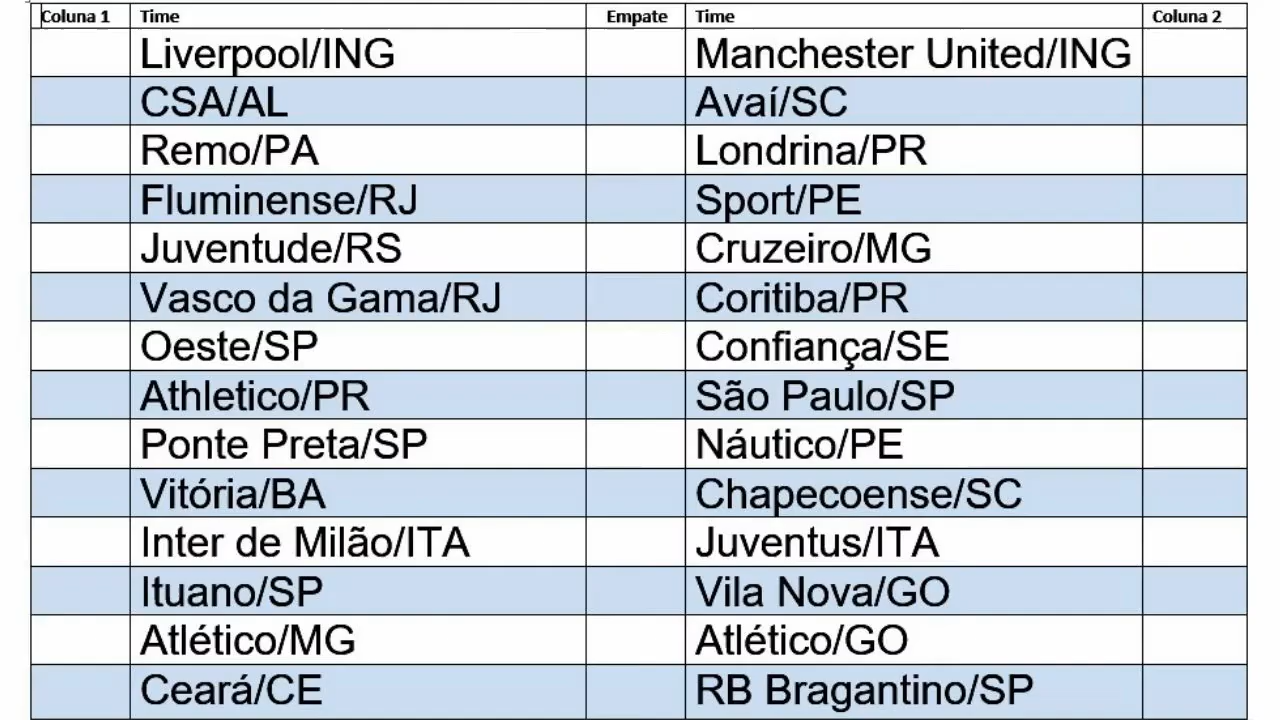 Coluna 1 Time Empate Time Coluna 2
Liverpool/ING Manchester United/ING
CSA/AL Avaí/SC
Remo/PA Londrina/PR
Fluminense/RJ Sport/PE
Juventude/RS Cruzeiro/MG
Vasco da Gama/RJ Coritiba/PR
Oeste/SP Confiança/SE
Athletico/PR São Paulo/SP
Ponte Preta/SP Náutico/PE
Vitória/BA Chapecoense/SC
Inter de Milão/ITA Juventus/ITA
Ituano/SP Vila Nova/GO
Atlético/MG Atlético/GO
Ceará/CE RB Bragantino/SP